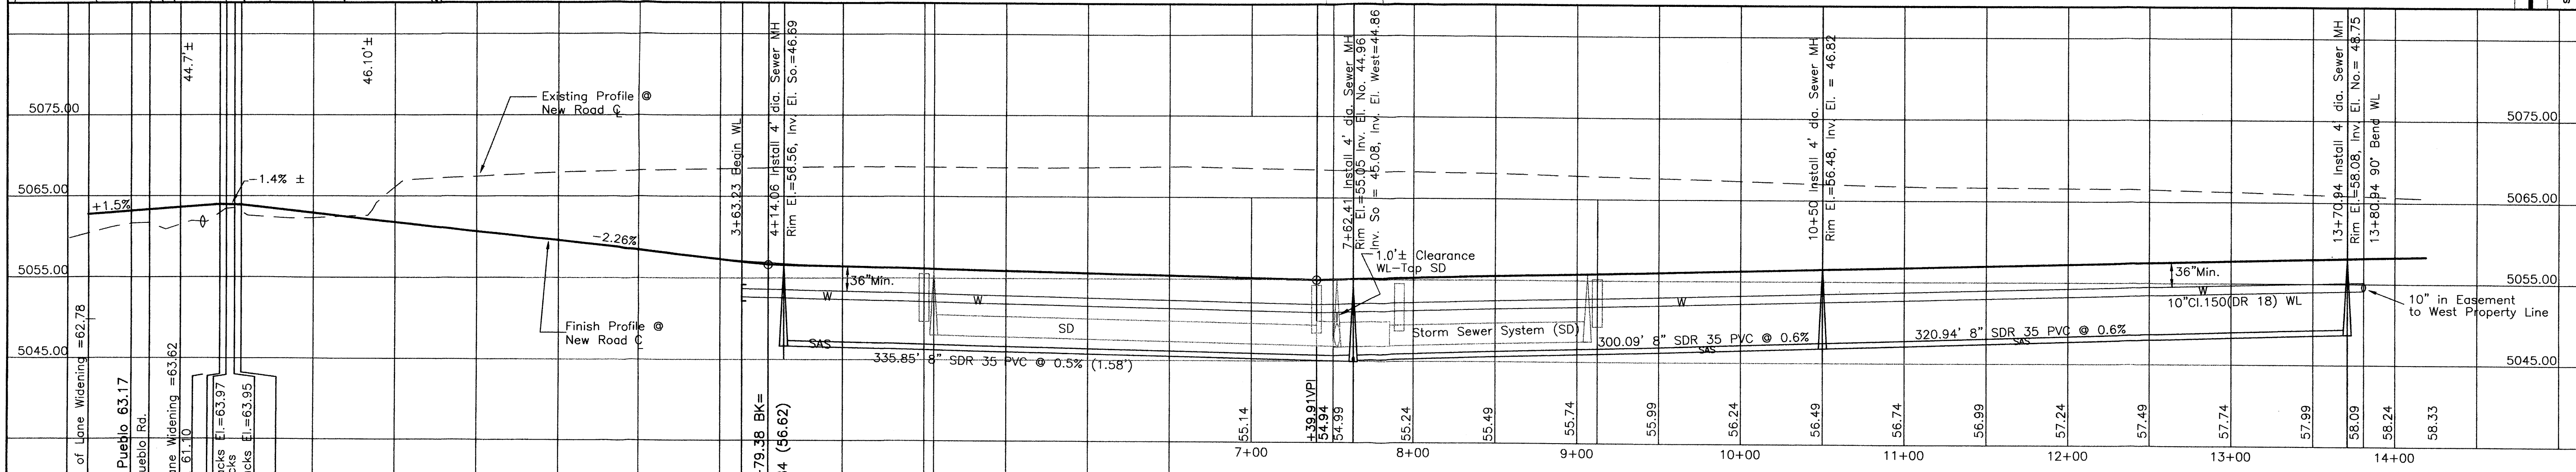 44.7'±
46.10'±
Existing Profile @
New Road ℄
5075.00
5075.00
5065.00
5065.00
5055.00
5055.00
5045.00
5045.00
+1.5%
-1.4% ±
-2.26%
Finish Profile @
New Road ℄
3+63.23 Begin WL
4+14.06 Install 4' dia. Sewer MH
Rim El.=56.56, Inv. El. So.=46.69
36"Min.
W
W
SD
SAS
335.85' 8" SDR 35 PVC @ 0.5% (1.58')
7+62.41 Install 4' dia. Sewer MH
Rim El.=55.05 Inv. El. No. 44.96
Inv. So = 45.08, Inv. El. West=44.86
1.0'± Clearance
WL-Top SD
Storm Sewer System (SD)
W
300.09' 8" SDR 35 PVC @ 0.6%
SAS
10+50 Install 4' dia. Sewer MH
Rim El.=56.48, Inv. El. = 46.82
320.94' 8" SDR 35 PVC @ 0.6%
SAS
36"Min.
W
10"Cl.150(DR 18) WL
13+70.94 Install 4' dia. Sewer MH
Rim El.=58.08, Inv. El. No.= 48.75
13+80.94 90° Bend WL
10" in Easement
to West Property Line
of Lane Widening =62.78
Pueblo 63.17
ueblo Rd.
ane Widening =63.62
61.10
acks El.=63.97
cks
acks El.=63.95
-79.38 BK=
34 (56.62)
55.14
+39.91VPI
54.94
54.99
55.24
55.49
55.74
55.99
56.24
56.49
56.74
56.99
57.24
57.49
57.74
57.99
58.09
58.24
58.33
7+00
8+00
9+00
10+00
11+00
12+00
13+00
14+00